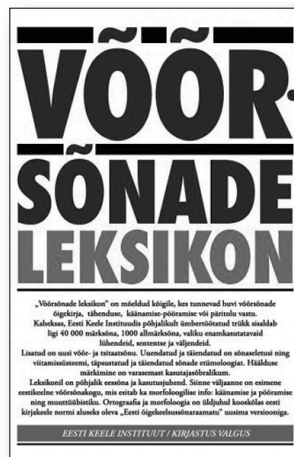 VÕÕR-
SÕNADE
LEKSIKON
„Võõrsõnade leksikon” on mõeldud kõigile, kes tunnevad huvi võõrsõnade
õigekirja, tähenduse, käänamise-pööramise või päritolu vastu.
Kaheksas, Eesti Keele Instituudis põhjalikult ümbertöötatud trükk sisaldab
ligi 40 000 märksõna, 1000 allmärksõna, valiku enamkasutatavaid
lühendeid, sententse ja väljendeid.
Lisatud on uusi võõr- ja tsitaatsõnu. Uuendatud ja täiendatud on sõnaseletusi ning
viitamissüsteemi, täpsustatud ja täiendatud sõnade etümoloogiat. Häälduse
märkimine on varasemast kasutajasõbralikum.
Leksikonil on põhjalik eessõna ja kasutusjuhend. Siinne väljaanne on esimene
eestikeelne võõrsõnakogu, mis esitab ka morfoloogilise info: käänamise ja pööramise
ning muuttüübistiku. Ortograafia ja morfoloogia on üldjuhul kooskõlas eesti
kirjakeele normi aluseks oleva „Eesti õigekeelsussõnaraamatu” uusima versiooniga.
EESTI KEELE INSTITUUT / KIRJASTUS VALGUS